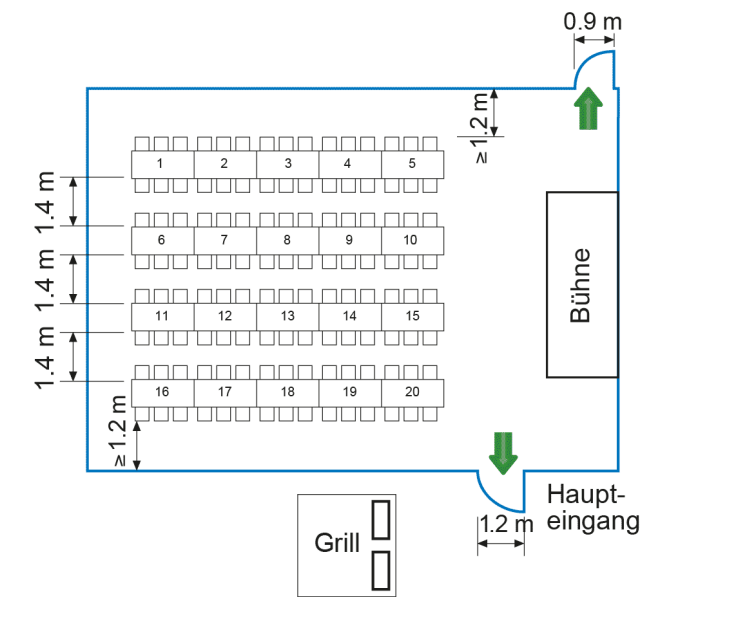 0.9 m
≥1.2 m
1 2 3 4 5
1.4 m
6 7 8 9 10
1.4 m
Bühne
11 12 13 14 15
1.4 m
16 17 18 19 20
≥1.2 m
Haupt-
eingang
1.2 m
Grill